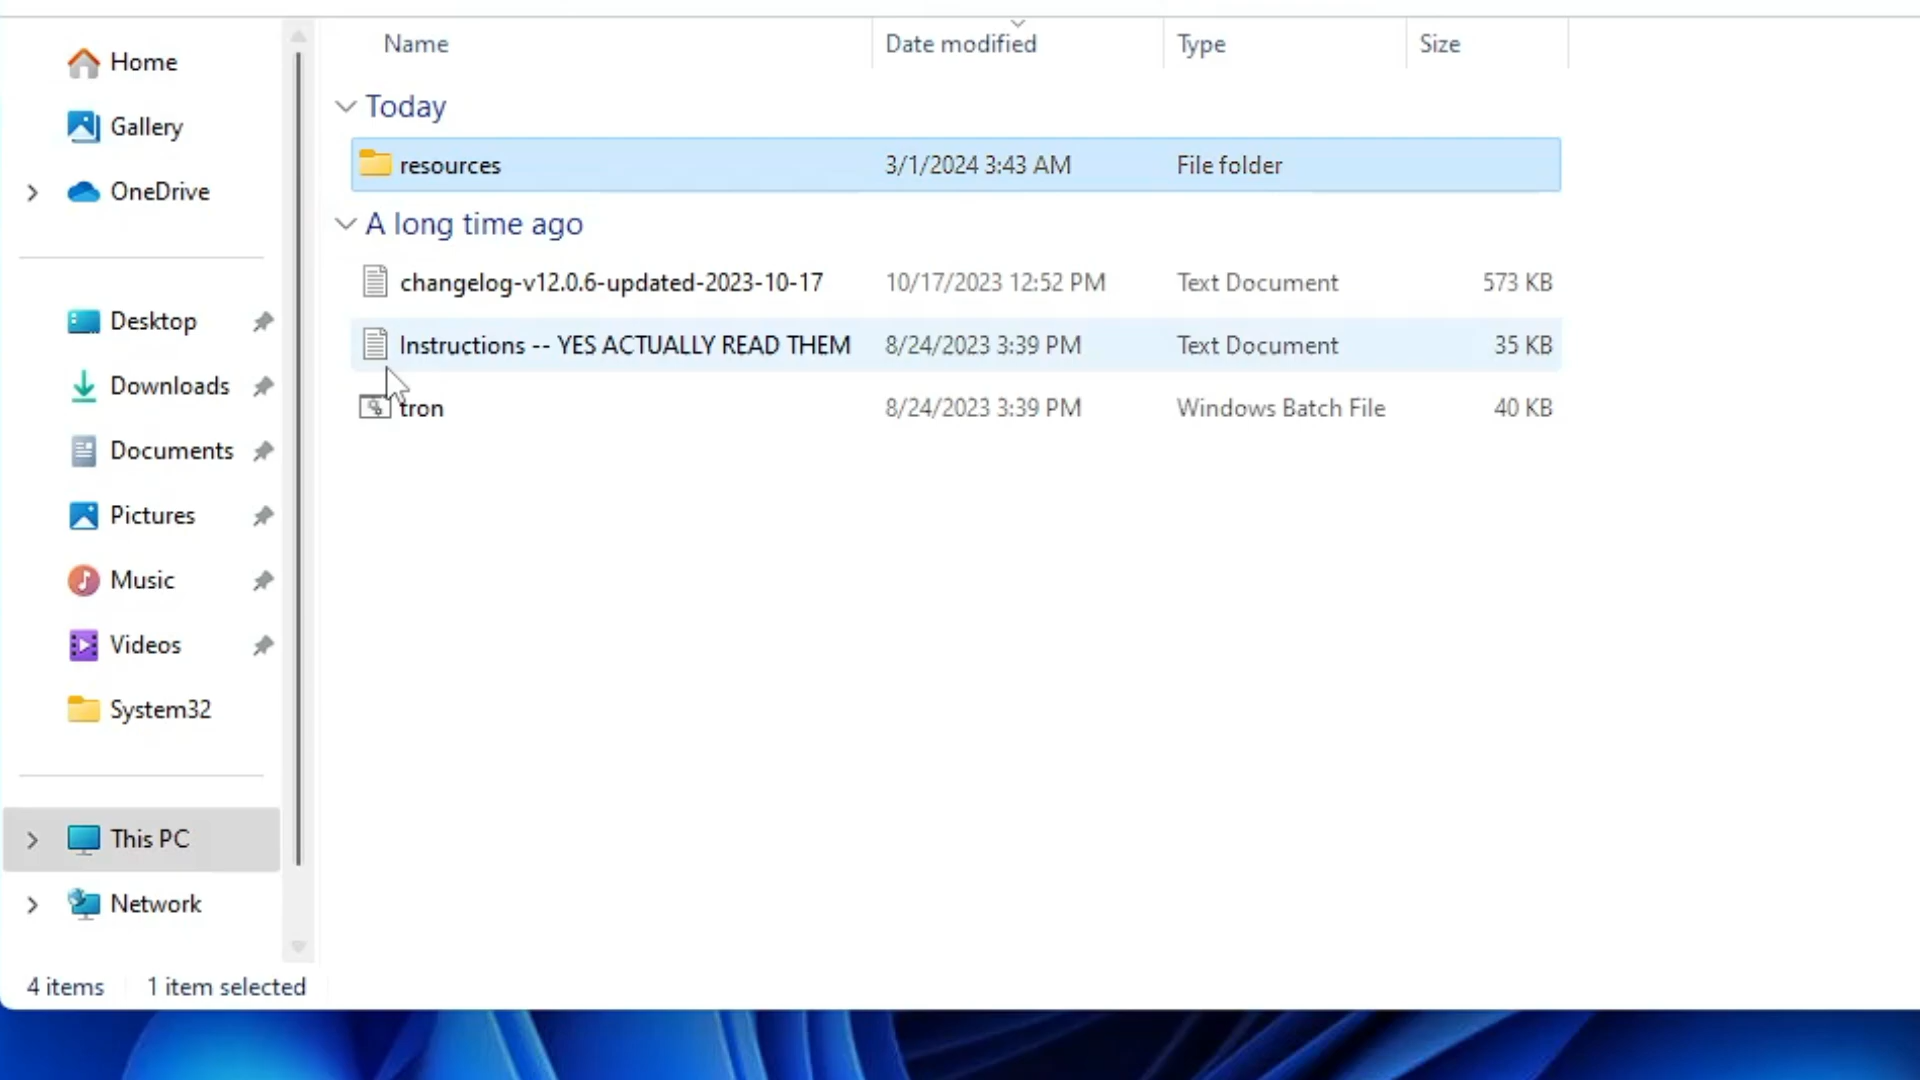 Name Date modified Type Size
Home
Gallery
OneDrive
Desktop
Downloads
Documents
Pictures
Music
Videos
System32
This PC
Network
Today
resources 3/1/2024 3:43 AM File folder
A long time ago
changelog-v12.0.6-updated-2023-10-17 10/17/2023 12:52 PM Text Document 573 KB
Instructions -- YES ACTUALLY READ THEM 8/24/2023 3:39 PM Text Document 35 KB
tron 8/24/2023 3:39 PM Windows Batch File 40 KB
4 items 1 item selected